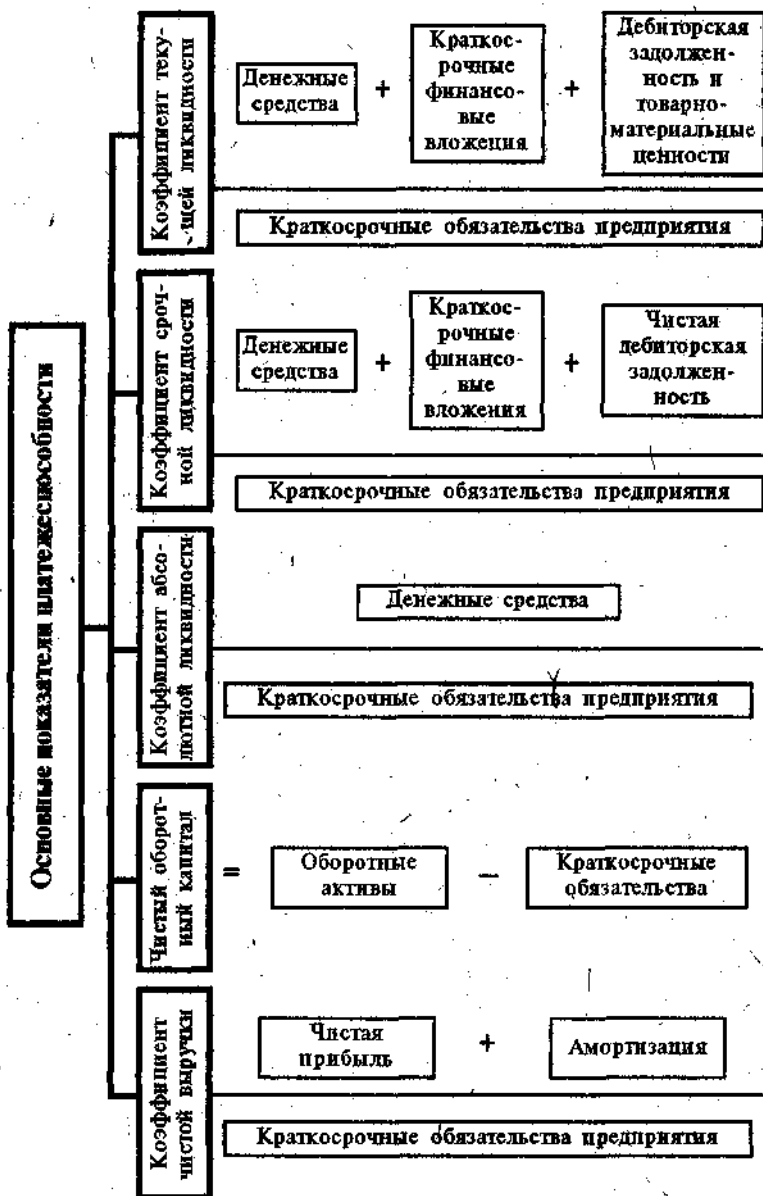 Основные показатели платежеспособности
Коэффициент теку-
щей ликвидности
Денежные
средства
+
Краткос-
рочные
финансо-
вые
вложения
+
Дебиторская
задолжен-
ность и
товарно-
материальные
ценности
Краткосрочные обязательства предприятия
Коэффициент сроч-
ной ликвидности
Денежные
средства
+
Краткос-
рочные
финансо-
вые
вложения
+
Чистая
дебиторская
задолжен-
ность
Краткосрочные обязательства предприятия
Коэффициент абсо-
лютной ликвидности
Денежные средства
Краткосрочные обязательства предприятия
Чистый оборот-
ный капитал
=
Оборотные
активы
−
Краткосрочные
обязательства
Коэффициент
чистой выручки
Чистая
прибыль
+
Амортизация
Краткосрочные обязательства предприятия